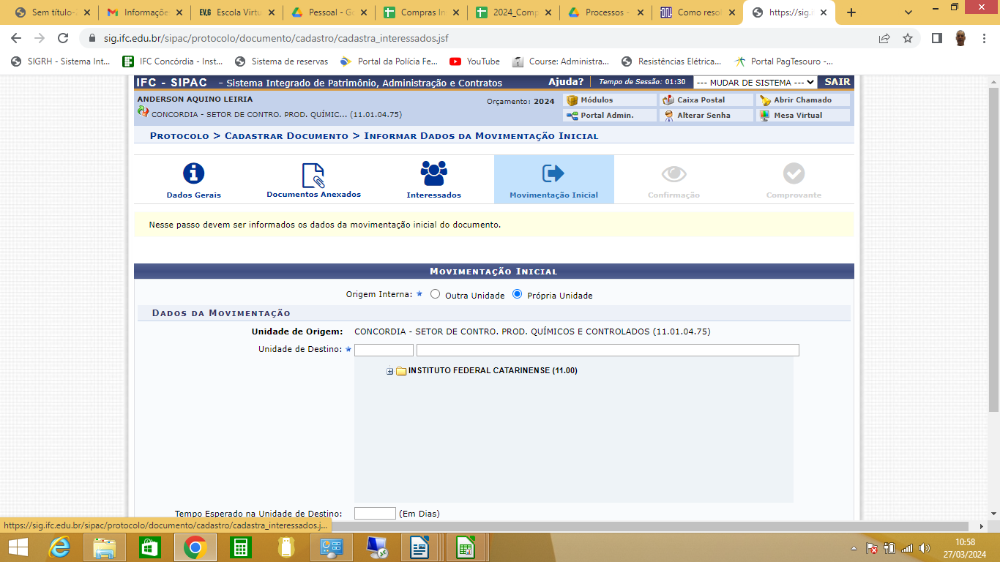 Sem título-
Informaçõe
EV.G Escola Virtu
Pessoal - Go
Compras In
2024_Comp
Processos -
Como resol
https://sig.i
sig.ifc.edu.br/sipac/protocolo/documento/cadastro/cadastra_interessados.jsf
SIGRH - Sistema Int...
IFC Concórdia - Inst...
Sistema de reservas
Portal da Polícia Fe...
YouTube
Course: Administra...
Resistências Elétrica...
Portal PagTesouro -...
IFC - SIPAC - Sistema Integrado de Patrimônio, Administração e Contratos
Ajuda?
Tempo de Sessão: 01:30
--- MUDAR DE SISTEMA ---
SAIR
ANDERSON AQUINO LEIRIA
CONCORDIA - SETOR DE CONTRO. PROD. QUÍMIC... (11.01.04.75)
Orçamento: 2024
Módulos
Caixa Postal
Abrir Chamado
Portal Admin.
Alterar Senha
Mesa Virtual
Protocolo > Cadastrar Documento > Informar Dados da Movimentação Inicial
Dados Gerais
Documentos Anexados
Interessados
Movimentação Inicial
Confirmação
Comprovante
Nesse passo devem ser informados os dados da movimentação inicial do documento.
Movimentação Inicial
Origem Interna: Outra Unidade Própria Unidade
Dados da Movimentação
Unidade de Origem: CONCORDIA - SETOR DE CONTRO. PROD. QUÍMICOS E CONTROLADOS (11.01.04.75)
Unidade de Destino:
INSTITUTO FEDERAL CATARINENSE (11.00)
Tempo Esperado na Unidade de Destino: (Em Dias)
https://sig.ifc.edu.br/sipac/protocolo/documento/cadastro/cadastra_interessados.j...
10:58
27/03/2024